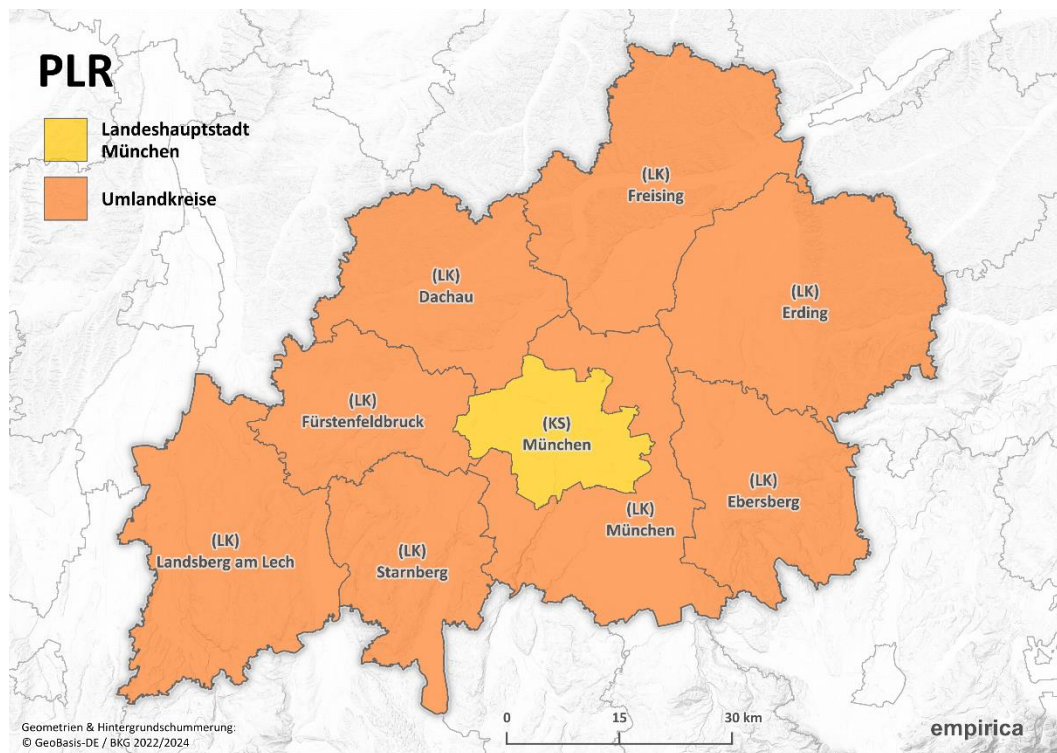 PLR
Landeshauptstadt
München
Umlandkreise
(LK)
Freising
(LK)
Dachau
(LK)
Erding
(LK)
Fürstenfeldbruck
(KS)
München
(LK)
Ebersberg
(LK)
München
(LK)
Landsberg am Lech
(LK)
Starnberg
0 15 30 km
Geometrien & Hintergrundschummerung:
© GeoBasis-DE / BKG 2022/2024
empirica